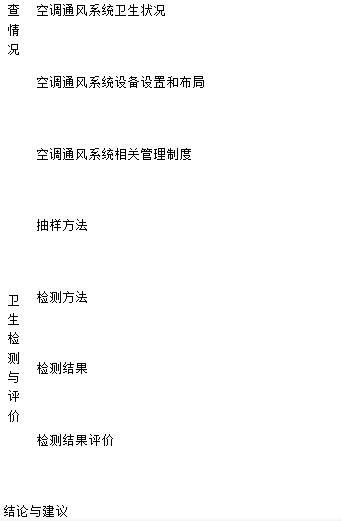 查情况
空调通风系统卫生状况
空调通风系统设备设置和布局
空调通风系统相关管理制度
卫生检测与评价
抽样方法
检测方法
检测结果
检测结果评价
结论与建议